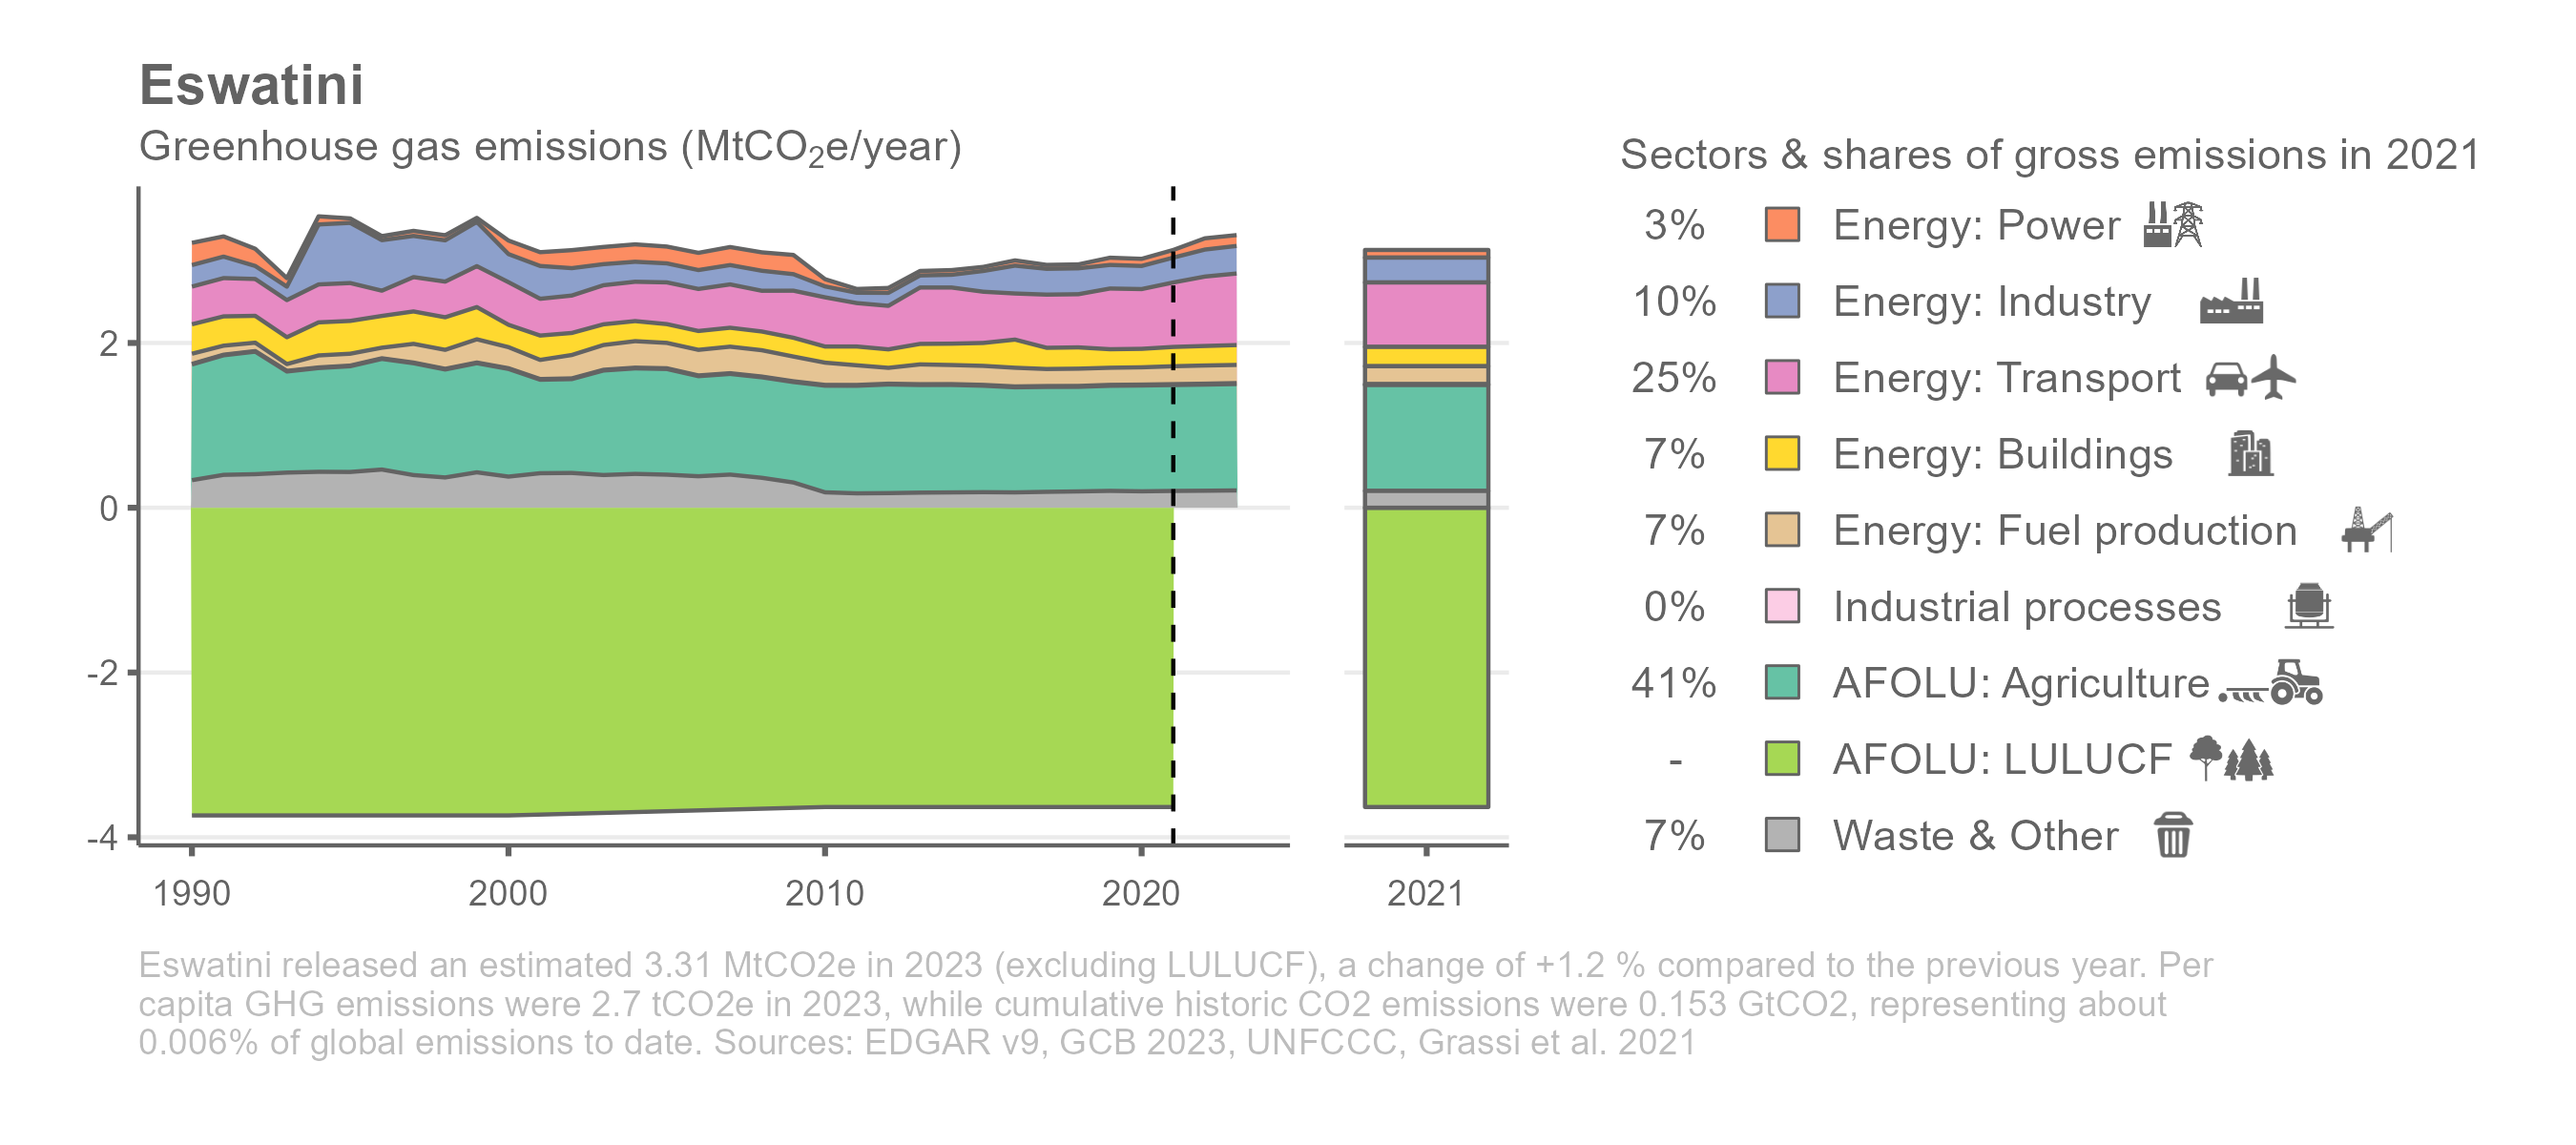 Eswatini
Greenhouse gas emissions (MtCO₂e/year)
2
0
-2
-4
1990 2000 2010 2020
2021
Sectors & shares of gross emissions in 2021
3% Energy: Power
10% Energy: Industry
25% Energy: Transport
7% Energy: Buildings
7% Energy: Fuel production
0% Industrial processes
41% AFOLU: Agriculture
- AFOLU: LULUCF
7% Waste & Other
Eswatini released an estimated 3.31 MtCO2e in 2023 (excluding LULUCF), a change of +1.2 % compared to the previous year. Per
capita GHG emissions were 2.7 tCO2e in 2023, while cumulative historic CO2 emissions were 0.153 GtCO2, representing about
0.006% of global emissions to date. Sources: EDGAR v9, GCB 2023, UNFCCC, Grassi et al. 2021